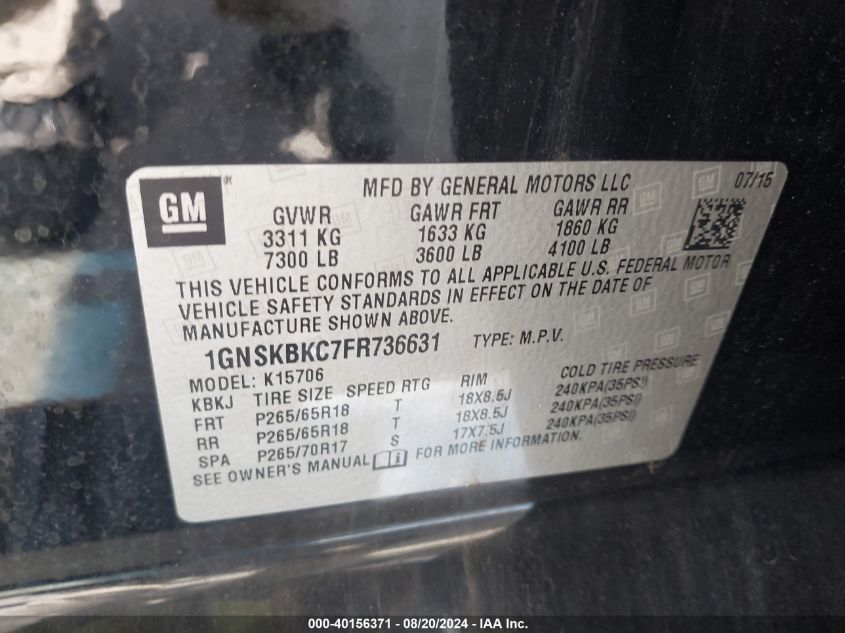 GM
MFD BY GENERAL MOTORS LLC 07/15
GVWR GAWR FRT GAWR RR
3311 KG 1633 KG 1860 KG
7300 LB 3600 LB 4100 LB
THIS VEHICLE CONFORMS TO ALL APPLICABLE U.S. FEDERAL MOTOR
VEHICLE SAFETY STANDARDS IN EFFECT ON THE DATE OF
MANUFACTURE SHOWN ABOVE.
1GNSKBKC7FR736631 TYPE: M.P.V.
MODEL: K15706
KBKJ TIRE SIZE SPEED RTG RIM COLD TIRE PRESSURE
FRT P265/65R18 T 18X8.5J 240KPA(35PSI)
RR P265/65R18 T 18X8.5J 240KPA(35PSI)
SPA P265/70R17 S 17X7.5J 240KPA(35PSI)
SEE OWNER'S MANUAL FOR MORE INFORMATION.
000-40156371 - 08/20/2024 - IAA Inc.